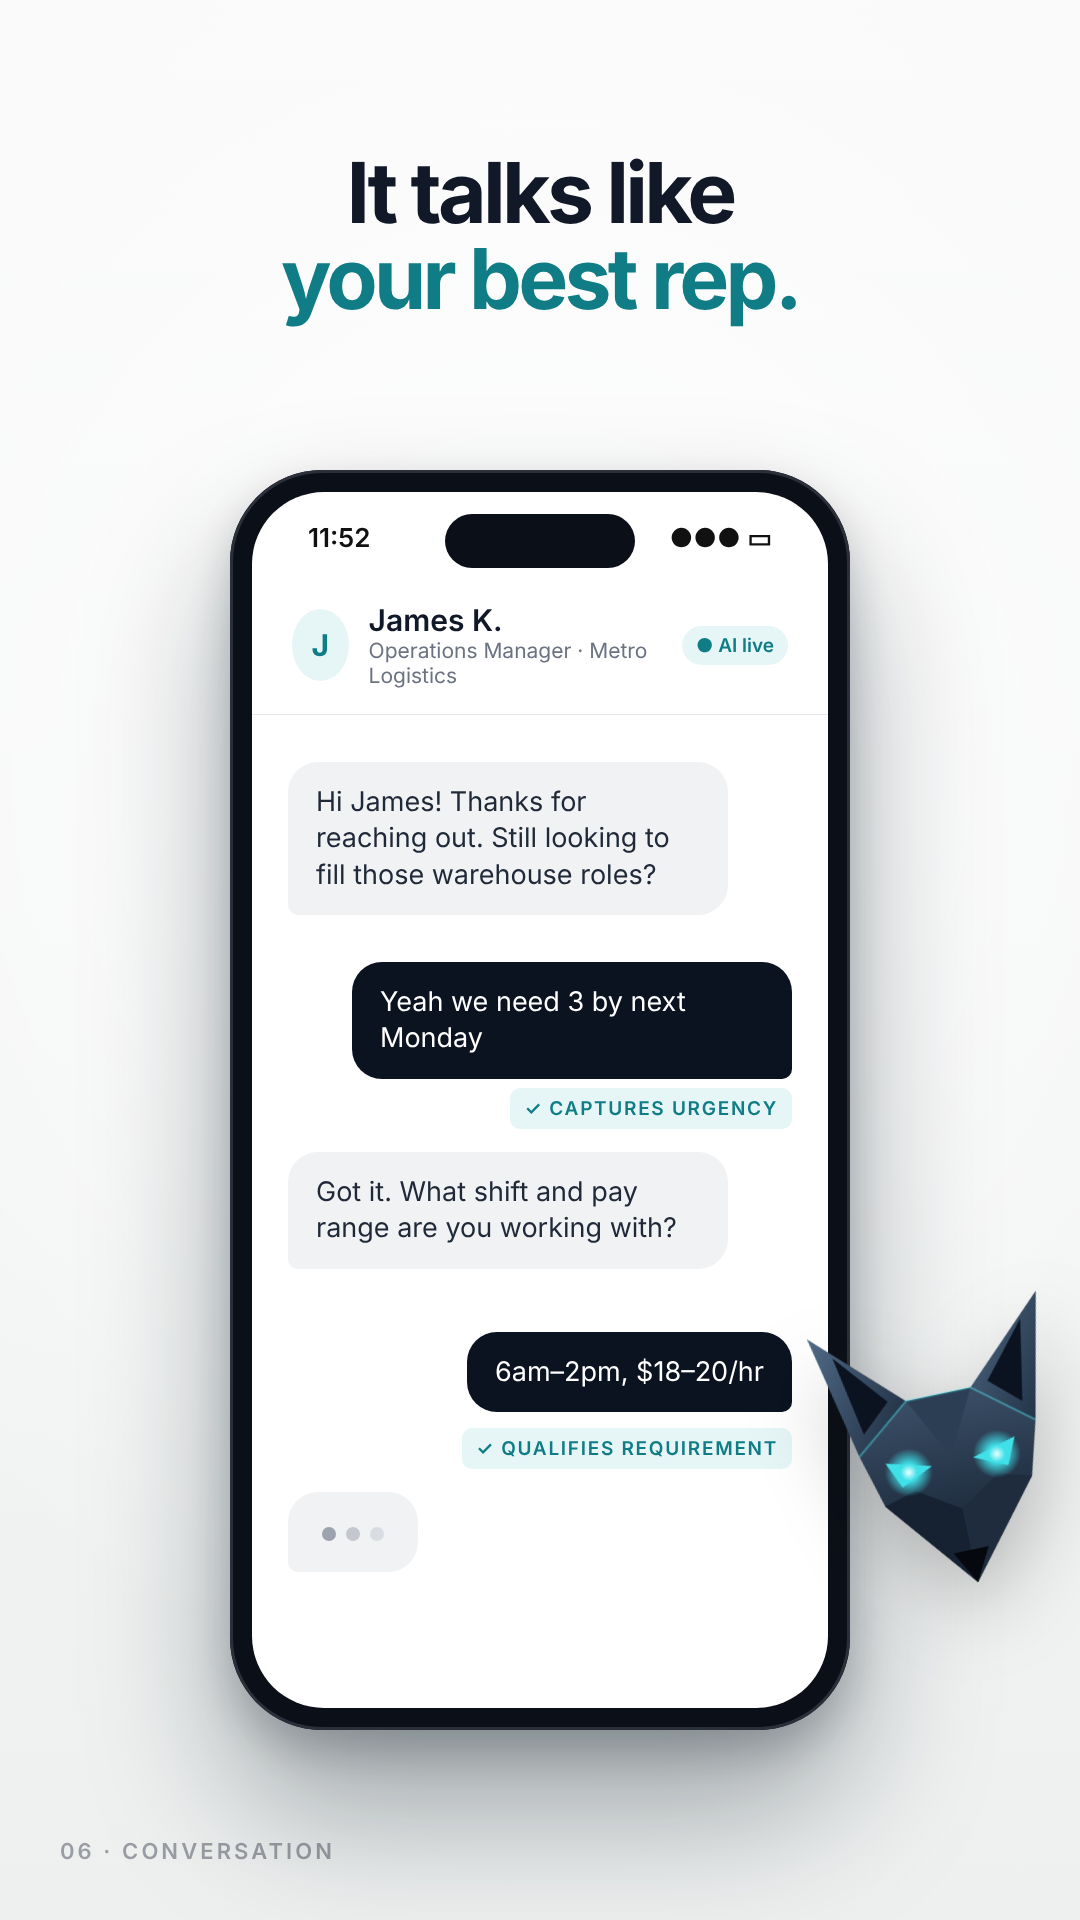 It talks like
your best rep.
11:52
J
James K.
Operations Manager · Metro
Logistics
AI live
Hi James! Thanks for
reaching out. Still looking to
fill those warehouse roles?
Yeah we need 3 by next
Monday
✓ CAPTURES URGENCY
Got it. What shift and pay
range are you working with?
6am–2pm, $18–20/hr
✓ QUALIFIES REQUIREMENT
06 · CONVERSATION